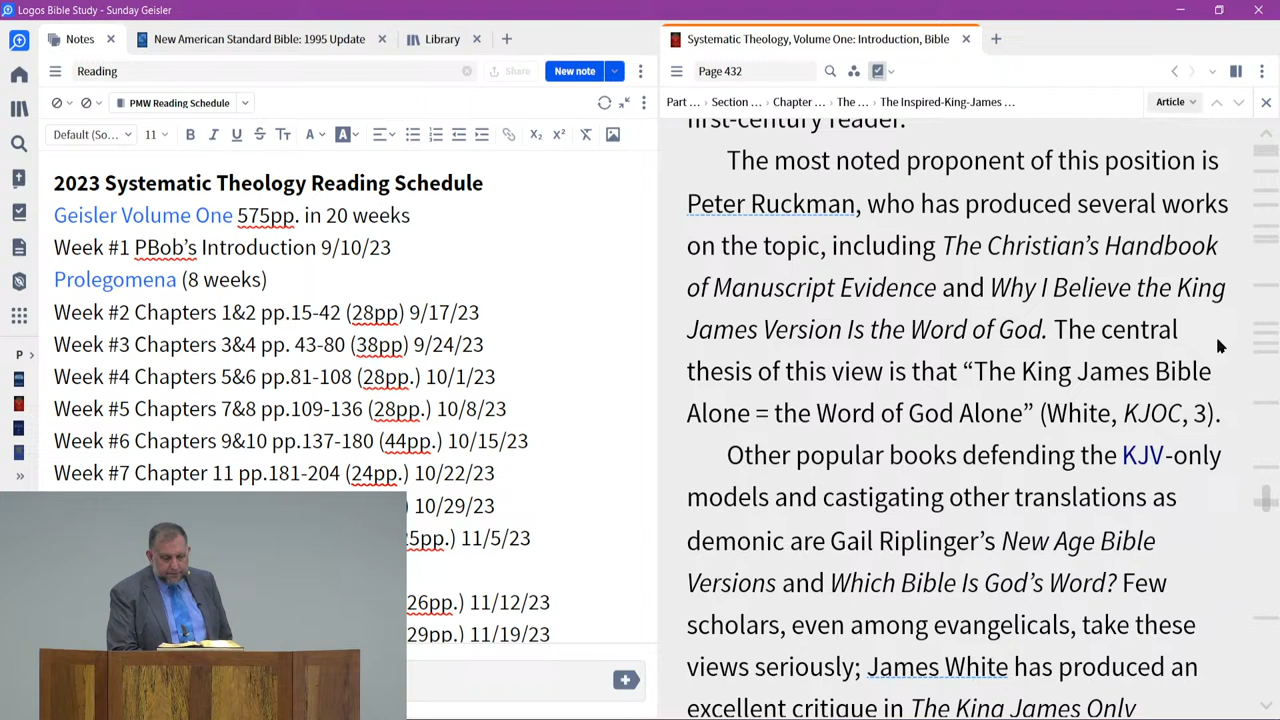 Logos Bible Study - Sunday Geisler
Notes
New American Standard Bible: 1995 Update
Library
Reading
Share
New note
PMW Reading Schedule
Default (So...
11
B I U S Tt A A X₂ X²
2023 Systematic Theology Reading Schedule
Geisler Volume One 575pp. in 20 weeks
Week #1 PBob’s Introduction 9/10/23
Prolegomena (8 weeks)
Week #2 Chapters 1&2 pp.15-42 (28pp) 9/17/23
Week #3 Chapters 3&4 pp. 43-80 (38pp) 9/24/23
Week #4 Chapters 5&6 pp.81-108 (28pp.) 10/1/23
Week #5 Chapters 7&8 pp.109-136 (28pp.) 10/8/23
Week #6 Chapters 9&10 pp.137-180 (44pp.) 10/15/23
Week #7 Chapter 11 pp.181-204 (24pp.) 10/22/23
) 10/29/23
5pp.) 11/5/23
26pp.) 11/12/23
29pp.) 11/19/23
P
Systematic Theology, Volume One: Introduction, Bible
Page 432
Part ... Section ... Chapter ... The ... The Inspired-King-James ...
Article
first-century reader.
The most noted proponent of this position is
Peter Ruckman, who has produced several works
on the topic, including The Christian’s Handbook
of Manuscript Evidence and Why I Believe the King
James Version Is the Word of God. The central
thesis of this view is that “The King James Bible
Alone = the Word of God Alone” (White, KJOC, 3).
Other popular books defending the KJV-only
models and castigating other translations as
demonic are Gail Riplinger’s New Age Bible
Versions and Which Bible Is God’s Word? Few
scholars, even among evangelicals, take these
views seriously; James White has produced an
excellent critique in The King James Only